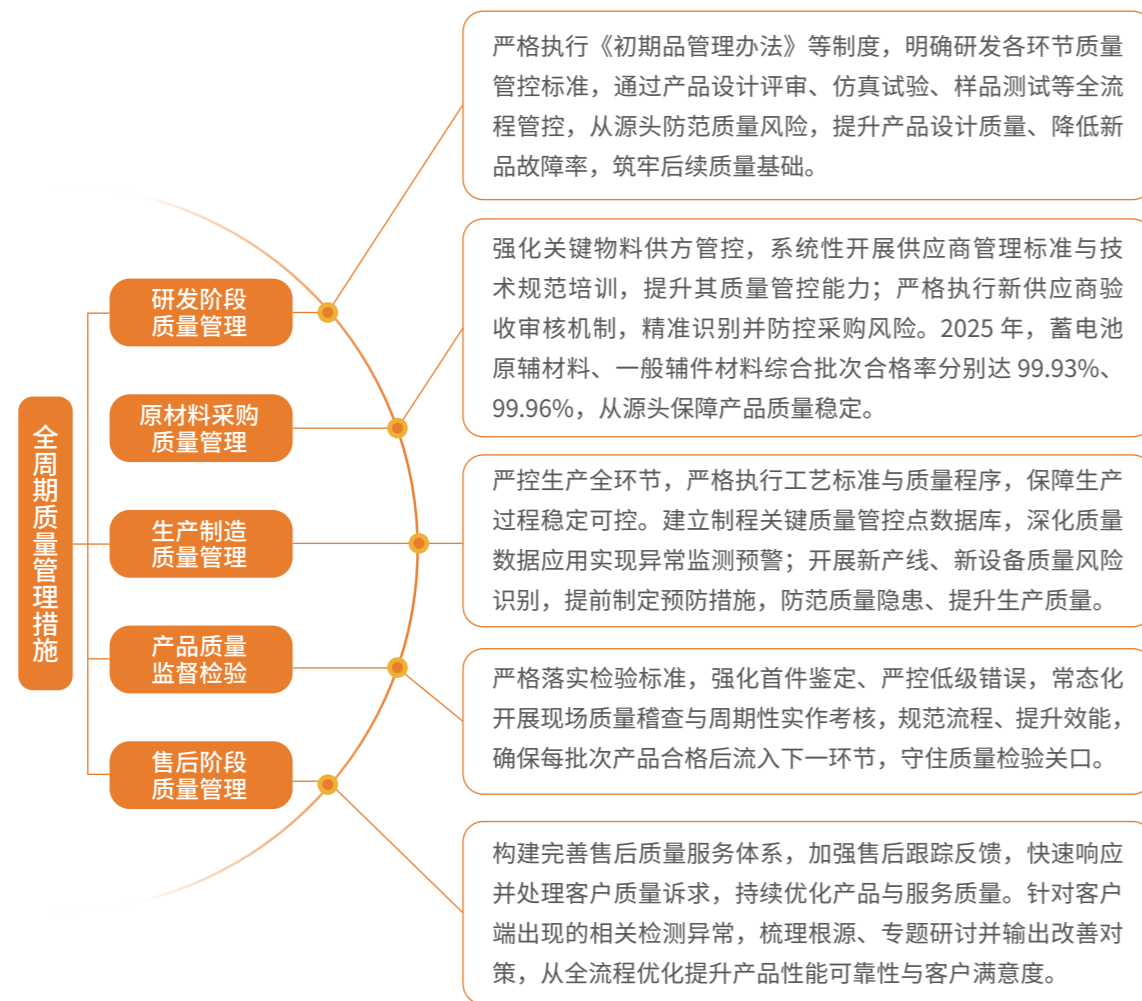 全周期质量管理措施
研发阶段
质量管理
严格执行《初期品管理办法》等制度，明确研发各环节质量
管控标准，通过产品设计评审、仿真试验、样品测试等全流
程管控，从源头防范质量风险，提升产品设计质量、降低新
品故障率，筑牢后续质量基础。
原材料采购
质量管理
强化关键物料供方管控，系统性开展供应商管理标准与技
术规范培训，提升其质量管控能力；严格执行新供应商验
收审核机制，精准识别并防控采购风险。2025 年，蓄电池
原辅材料、一般辅件材料综合批次合格率分别达 99.93%、
99.96%，从源头保障产品质量稳定。
生产制造
质量管理
严控生产全环节，严格执行工艺标准与质量程序，保障生产
过程稳定可控。建立制程关键质量管控点数据库，深化质量
数据应用实现异常监测预警；开展新产线、新设备质量风险
识别，提前制定预防措施，防范质量隐患、提升生产质量。
产品质量
监督检验
严格落实检验标准，强化首件鉴定、严控低级错误，常态化
开展现场质量稽查与周期性实作考核，规范流程、提升效能，
确保每批次产品合格后流入下一环节，守住质量检验关口。
售后阶段
质量管理
构建完善售后质量服务体系，加强售后跟踪反馈，快速响应
并处理客户质量诉求，持续优化产品与服务质量。针对客户
端出现的相关检测异常，梳理根源、专题研讨并输出改善对
策，从全流程优化提升产品性能可靠性与客户满意度。